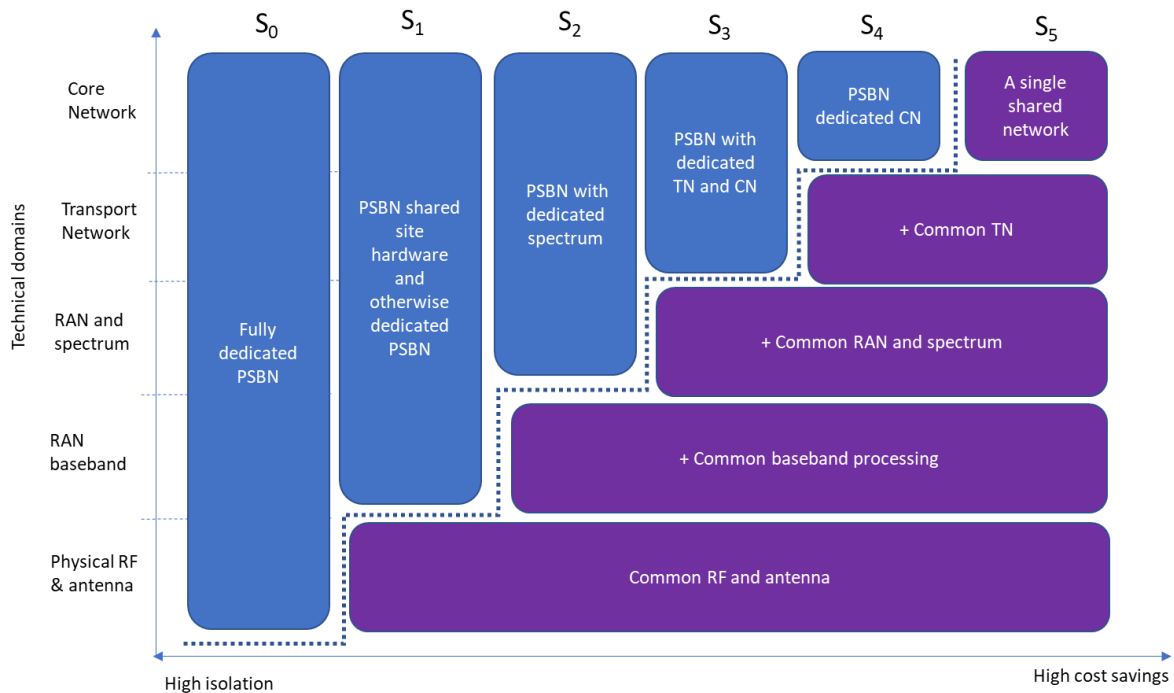 S0
S1
S2
S3
S4
S5
Technical domains
Core
Network
Transport
Network
RAN and
spectrum
RAN
baseband
Physical RF
& antenna
Fully
dedicated
PSBN
PSBN shared
site
hardware
and
otherwise
dedicated
PSBN
PSBN with
dedicated
spectrum
PSBN with
dedicated
TN and CN
PSBN
dedicated CN
A single
shared
network
+ Common TN
+ Common RAN and spectrum
+ Common baseband processing
Common RF and antenna
High isolation
High cost savings